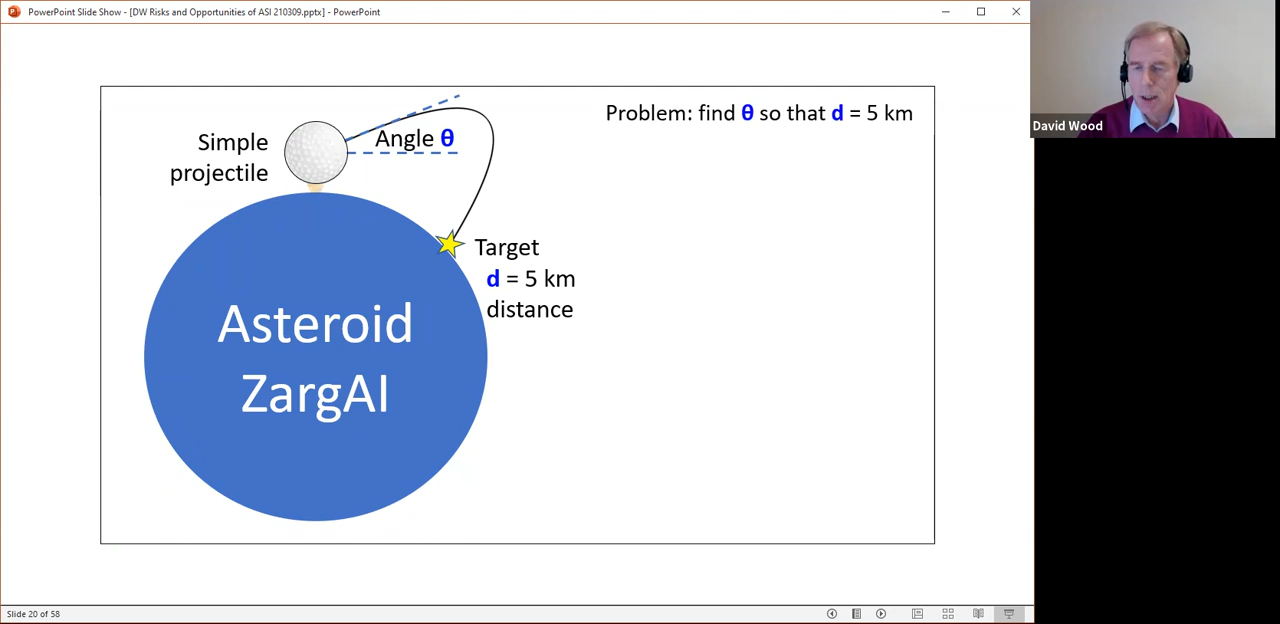 PowerPoint Slide Show - [DW Risks and Opportunities of ASI 210309.pptx] - PowerPoint
David Wood
Problem: find θ so that d = 5 km
Simple
projectile
Angle θ
Target
d = 5 km
distance
Asteroid
ZargAI
Slide 20 of 58